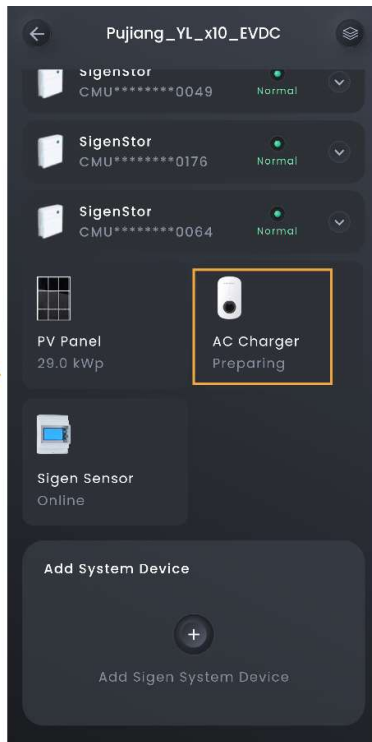 Pujiang_YL_x10_EVDC
SigenStor
CMU********0049
Normal
SigenStor
CMU********0176
Normal
SigenStor
CMU********0064
Normal
PV Panel
29.0 kWp
AC Charger
Preparing
Sigen Sensor
Online
Add System Device
Add Sigen System Device